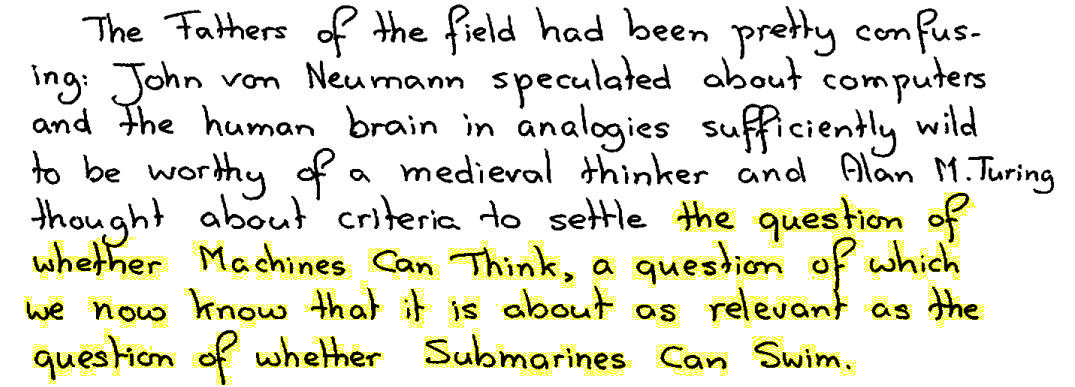 The Fathers of the field had been pretty confus-
ing: John von Neumann speculated about computers
and the human brain in analogies sufficiently wild
to be worthy of a medieval thinker and Alan M. Turing
thought about criteria to settle the question of
whether Machines Can Think, a question of which
we now know that it is about as relevant as the
question of whether Submarines Can Swim.